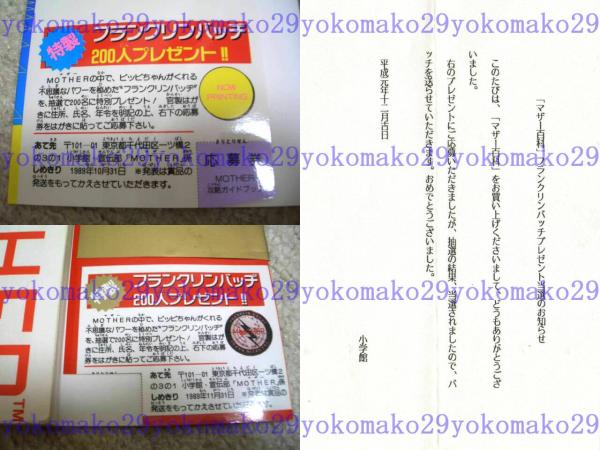 yokomako29yokomako29yokomako29yokomako29
特製
フランクリンバッチ
200人プレゼント!!
MOTHERの中で、ピッピちゃんがくれる
不思議なパワーを秘めた“フランクリンバッチ”
を、抽選で200名に特別プレゼント！ 官製はが
きに住所、氏名、年令を明記の上、右下の応募
券をはがきに貼ってご応募下さい。
NOW
PRINTING
あて先 〒101-01 東京都千代田区一ツ橋2
の3の1 小学館・宣伝部「MOTHER」係
しめきり 1989年10月31日 ※発表は賞品の
発送をもってかえさせていただきます。
きりとりせん
応募券
MOTHER
攻略ガイドブック
フランクリンバッチ
200人プレゼント!!
MOTHERの中で、ピッピちゃんがくれる
不思議なパワーを秘めた“フランクリンバッチ”
を、抽選で200名に特別プレゼント！ 官製はが
きに住所、氏名、年令を明記の上、右下の応募
券をはがきに貼ってご応募下さい。
あて先 〒101-01 東京都千代田区一ツ橋2
の3の1 小学館・宣伝部「MOTHER」係
しめきり 1989年11月31日 ※発表は賞品の
発送をもってかえさせていただきます。
TM
「マザー百科」フランクリンバッチプレゼント当選のお知らせ
このたびは、「マザー百科」をお買い上げくださいまして、どうもありがとうござ
いました。
右のプレゼントにご応募いただきましたが、抽選の結果、当選されましたので、バ
ッチを送らせていただきます。おめでとうございました。
平成元年十二月吉日
小学館